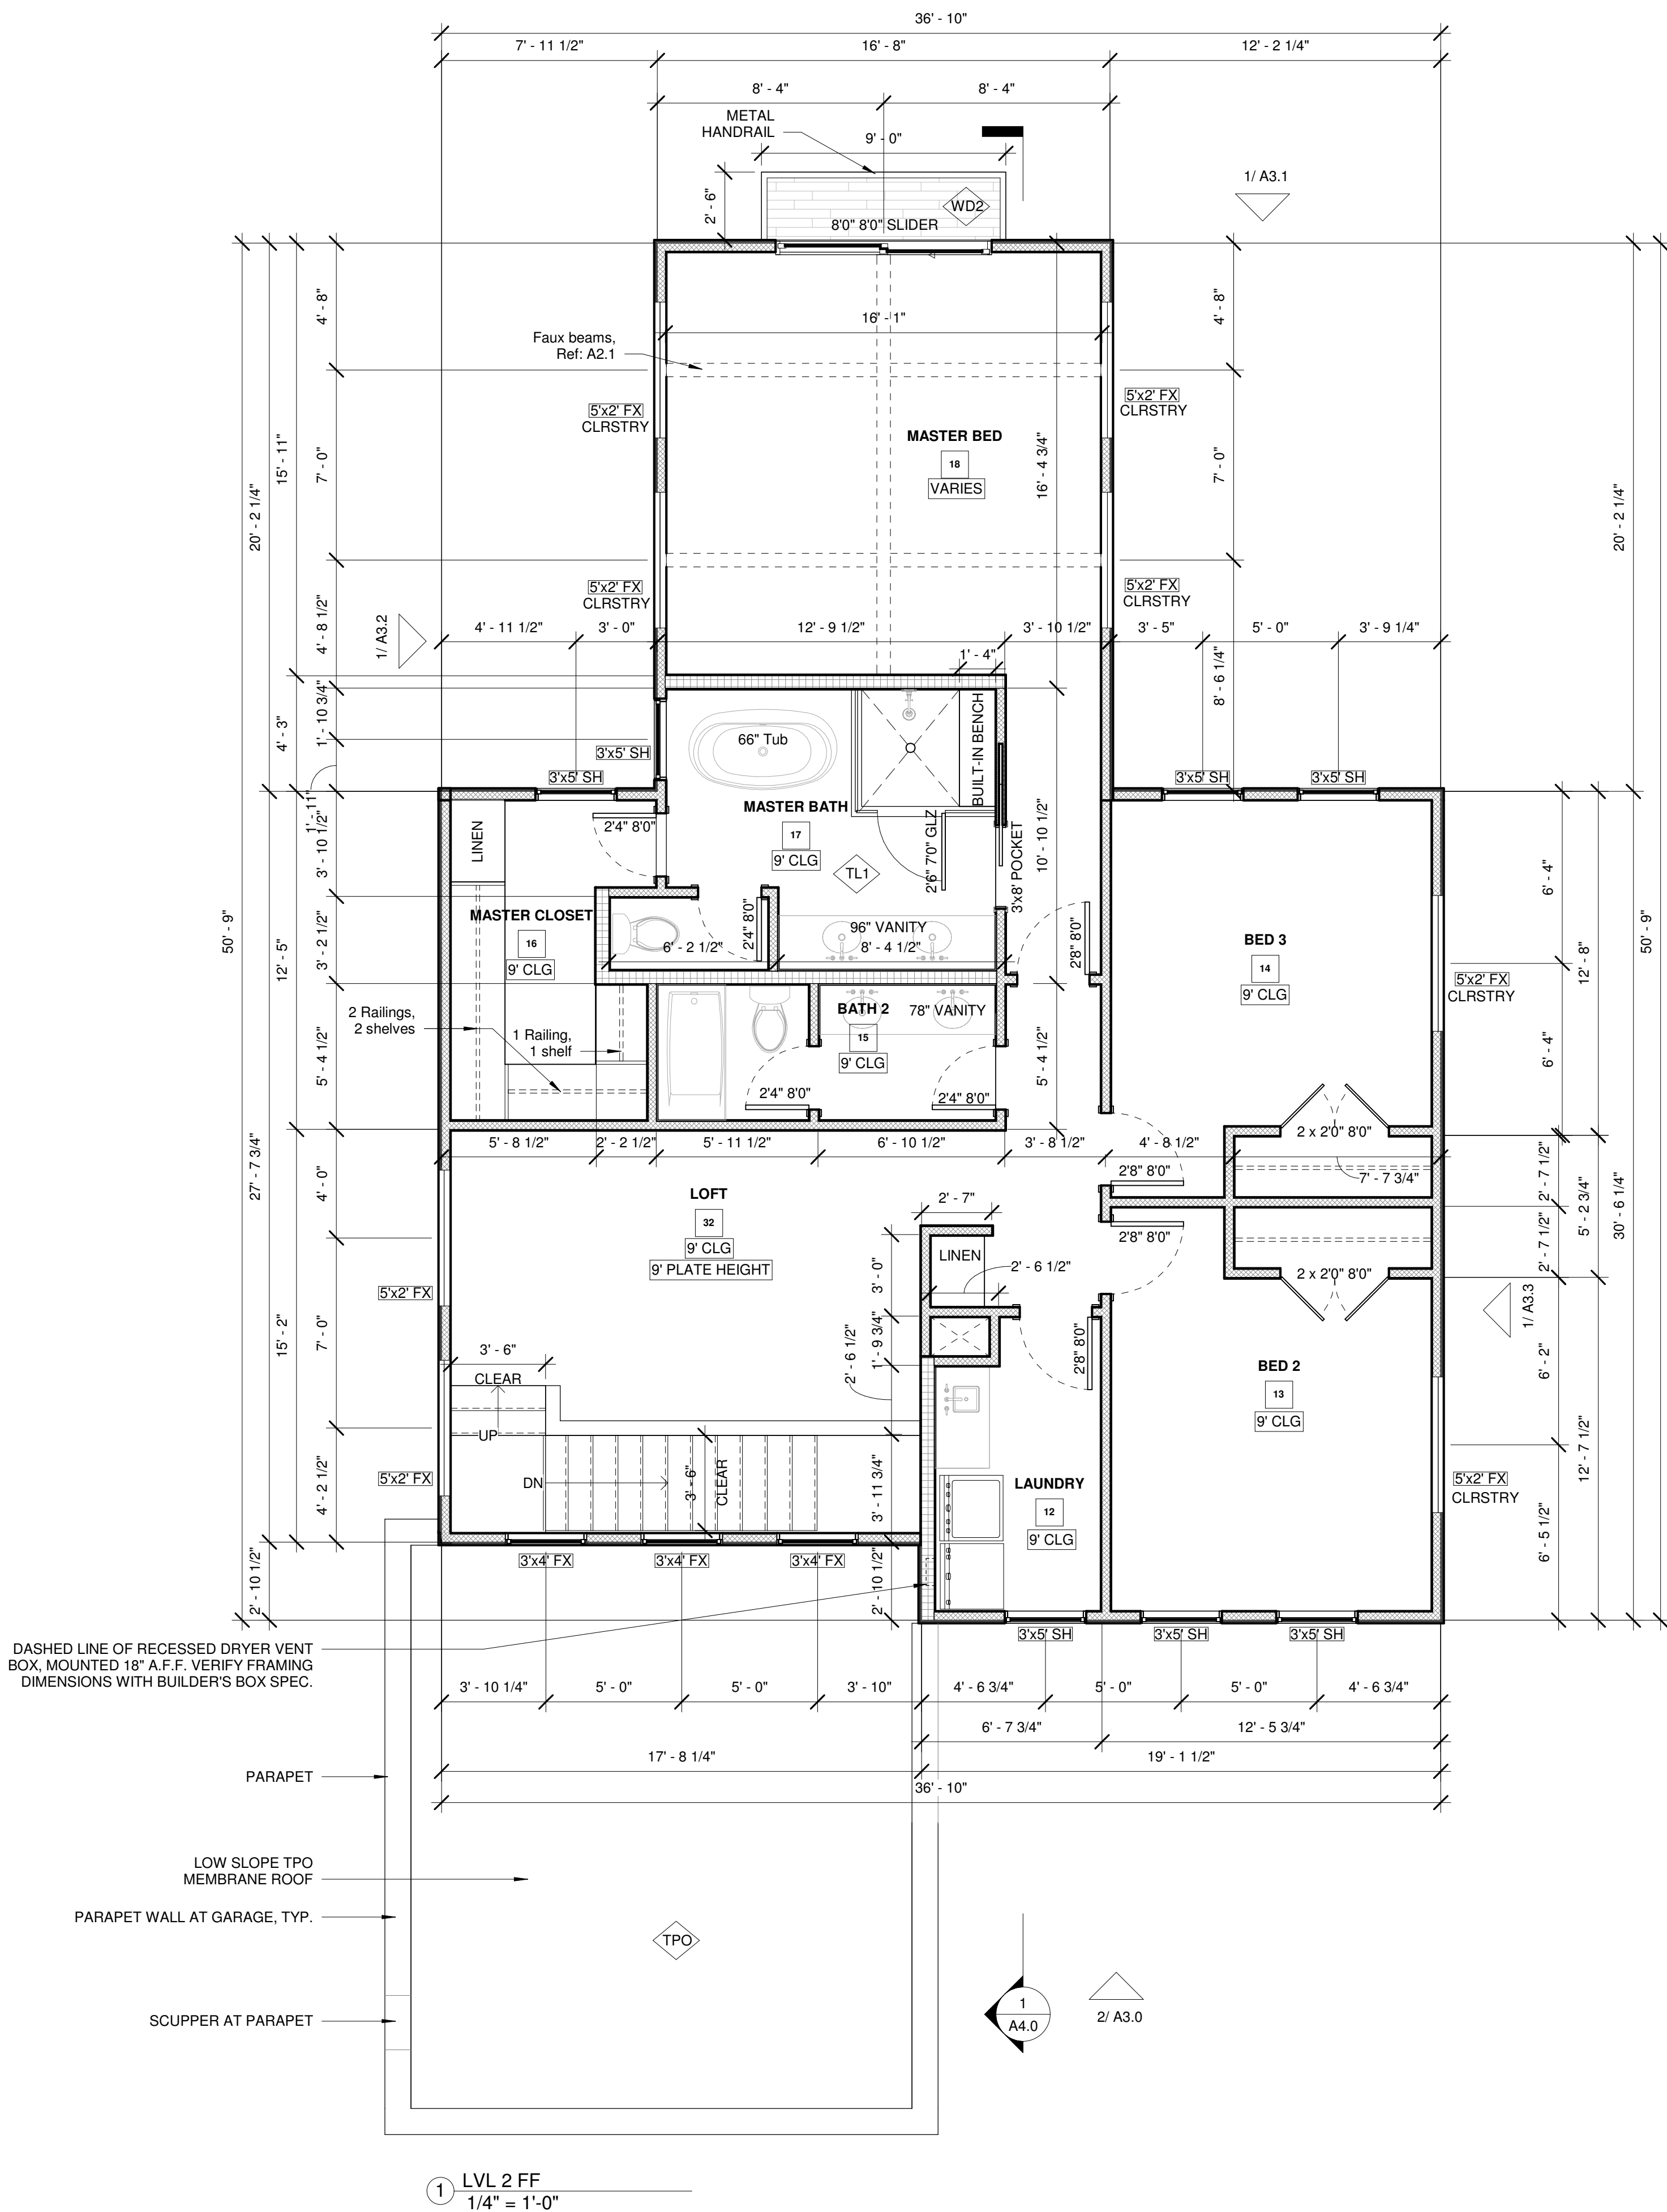 36' - 10"
7' - 11 1/2"
16' - 8"
12' - 2 1/4"
8' - 4"
8' - 4"
METAL
HANDRAIL
9' - 0"
2' - 6"
WD2
8'0" 8'0" SLIDER
1/ A3.1
4' - 8"
4' - 8"
16' - 1"
Faux beams,
Ref: A2.1
5'x2' FX
CLRSTRY
5'x2' FX
CLRSTRY
MASTER BED
18
VARIES
16' - 4 3/4"
15' - 11"
7' - 0"
7' - 0"
20' - 2 1/4"
20' - 2 1/4"
5'x2' FX
CLRSTRY
5'x2' FX
CLRSTRY
4' - 8 1/2"
1/ A3.2
4' - 11 1/2"
3' - 0"
12' - 9 1/2"
3' - 10 1/2"
3' - 5"
5' - 0"
3' - 9 1/4"
1' - 4"
8' - 6 1/4"
4' - 3"
1' - 10 3/4"
1' - 11"
66" Tub
BUILT-IN BENCH
3'x5' SH
3'x5' SH
3'x5' SH
3'x5' SH
MASTER BATH
17
9' CLG
TL1
2'4" 8'0"
2'6" 7'0" GLZ
3'x8' POCKET
10' - 10 1/2"
LINEN
3' - 10 1/2"
MASTER CLOSET
16
9' CLG
3' - 2 1/2"
12' - 5"
50' - 9"
50' - 9"
6' - 2 1/2"
2'4" 8'0"
96" VANITY
8' - 4 1/2"
2'8" 8'0"
BED 3
14
9' CLG
6' - 4"
12' - 8"
5'x2' FX
CLRSTRY
6' - 4"
2 Railings,
2 shelves
1 Railing,
1 shelf
BATH 2
15
9' CLG
78" VANITY
2'4" 8'0"
2'4" 8'0"
5' - 4 1/2"
5' - 4 1/2"
5' - 8 1/2"
2' - 2 1/2"
5' - 11 1/2"
6' - 10 1/2"
3' - 8 1/2"
4' - 8 1/2"
2 x 2'0" 8'0"
7' - 7 3/4"
2'8" 8'0"
2' - 7 1/2"
27' - 7 3/4"
4' - 0"
LOFT
32
9' CLG
9' PLATE HEIGHT
2' - 7"
2'8" 8'0"
LINEN
2' - 6 1/2"
3' - 0"
2 x 2'0" 8'0"
2' - 7 1/2"
5' - 2 3/4"
30' - 6 1/4"
5'x2' FX
1/ A3.3
15' - 2"
7' - 0"
3' - 6"
CLEAR
UP
DN
2' - 6 1/2"
1' - 9 3/4"
2'8" 8'0"
BED 2
13
9' CLG
6' - 2"
12' - 7 1/2"
5'x2' FX
CLRSTRY
6' - 5 1/2"
5'x2' FX
4' - 2 1/2"
3' - 6"
CLEAR
3' - 11 3/4"
LAUNDRY
12
9' CLG
3'x4' FX
3'x4' FX
3'x4' FX
2' - 10 1/2"
2' - 10 1/2"
3'x5' SH
3'x5' SH
3'x5' SH
DASHED LINE OF RECESSED DRYER VENT
BOX, MOUNTED 18" A.F.F. VERIFY FRAMING
DIMENSIONS WITH BUILDER'S BOX SPEC.
3' - 10 1/4"
5' - 0"
5' - 0"
3' - 10"
4' - 6 3/4"
5' - 0"
5' - 0"
4' - 6 3/4"
6' - 7 3/4"
12' - 5 3/4"
17' - 8 1/4"
19' - 1 1/2"
36' - 10"
PARAPET
LOW SLOPE TPO
MEMBRANE ROOF
PARAPET WALL AT GARAGE, TYP.
TPO
SCUPPER AT PARAPET
1
A4.0
2/ A3.0
1
LVL 2 FF
1/4" = 1'-0"